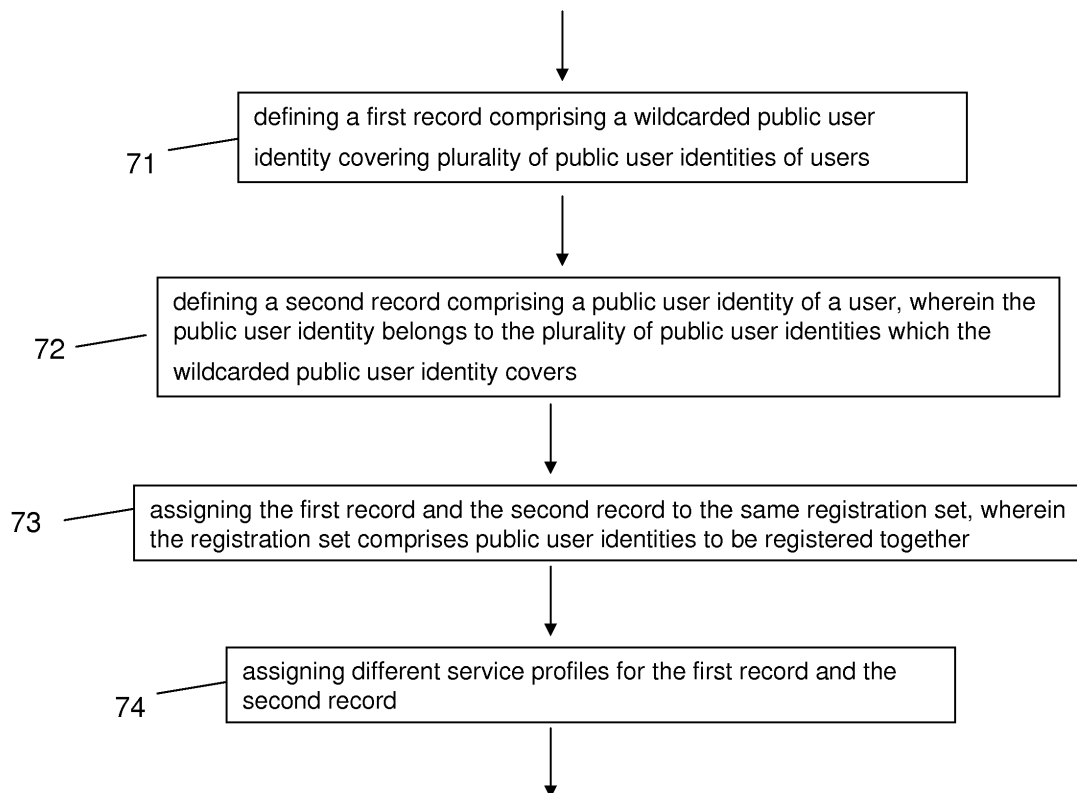 defining a first record comprising a wildcarded public user
identity covering plurality of public user identities of users
71
defining a second record comprising a public user identity of a user, wherein the
public user identity belongs to the plurality of public user identities which the
wildcarded public user identity covers
72
assigning the first record and the second record to the same registration set, wherein
the registration set comprises public user identities to be registered together
73
assigning different service profiles for the first record and the
second record
74